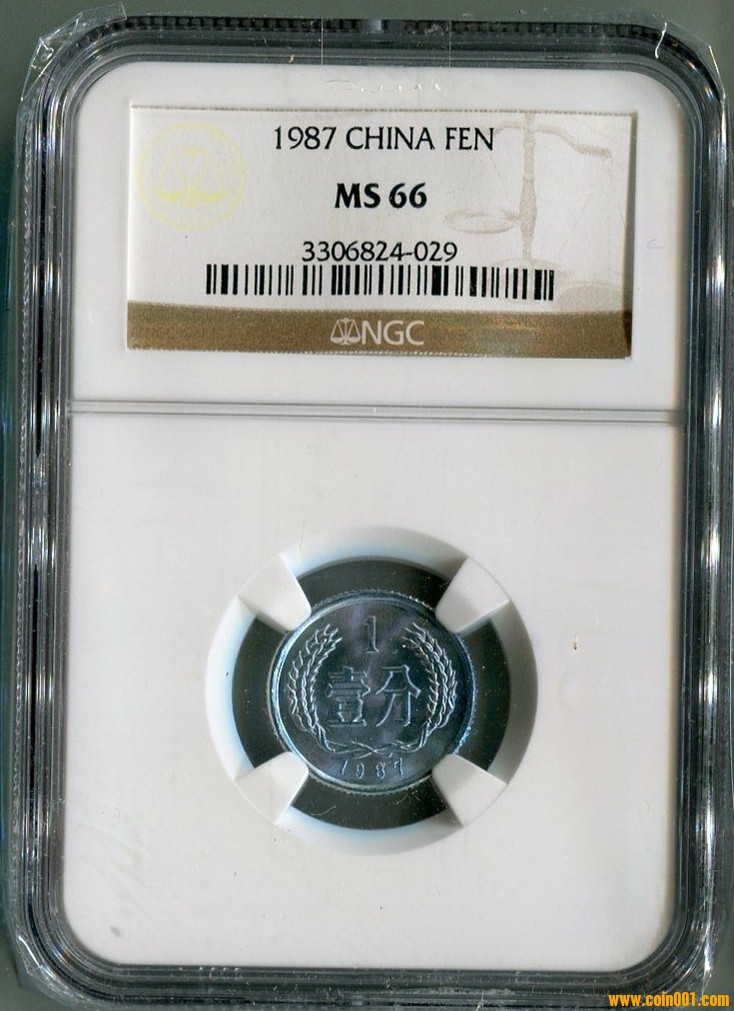 1987 CHINA FEN
MS 66
3306824-029
NGC
1
壹分
1987
www.coin001.com